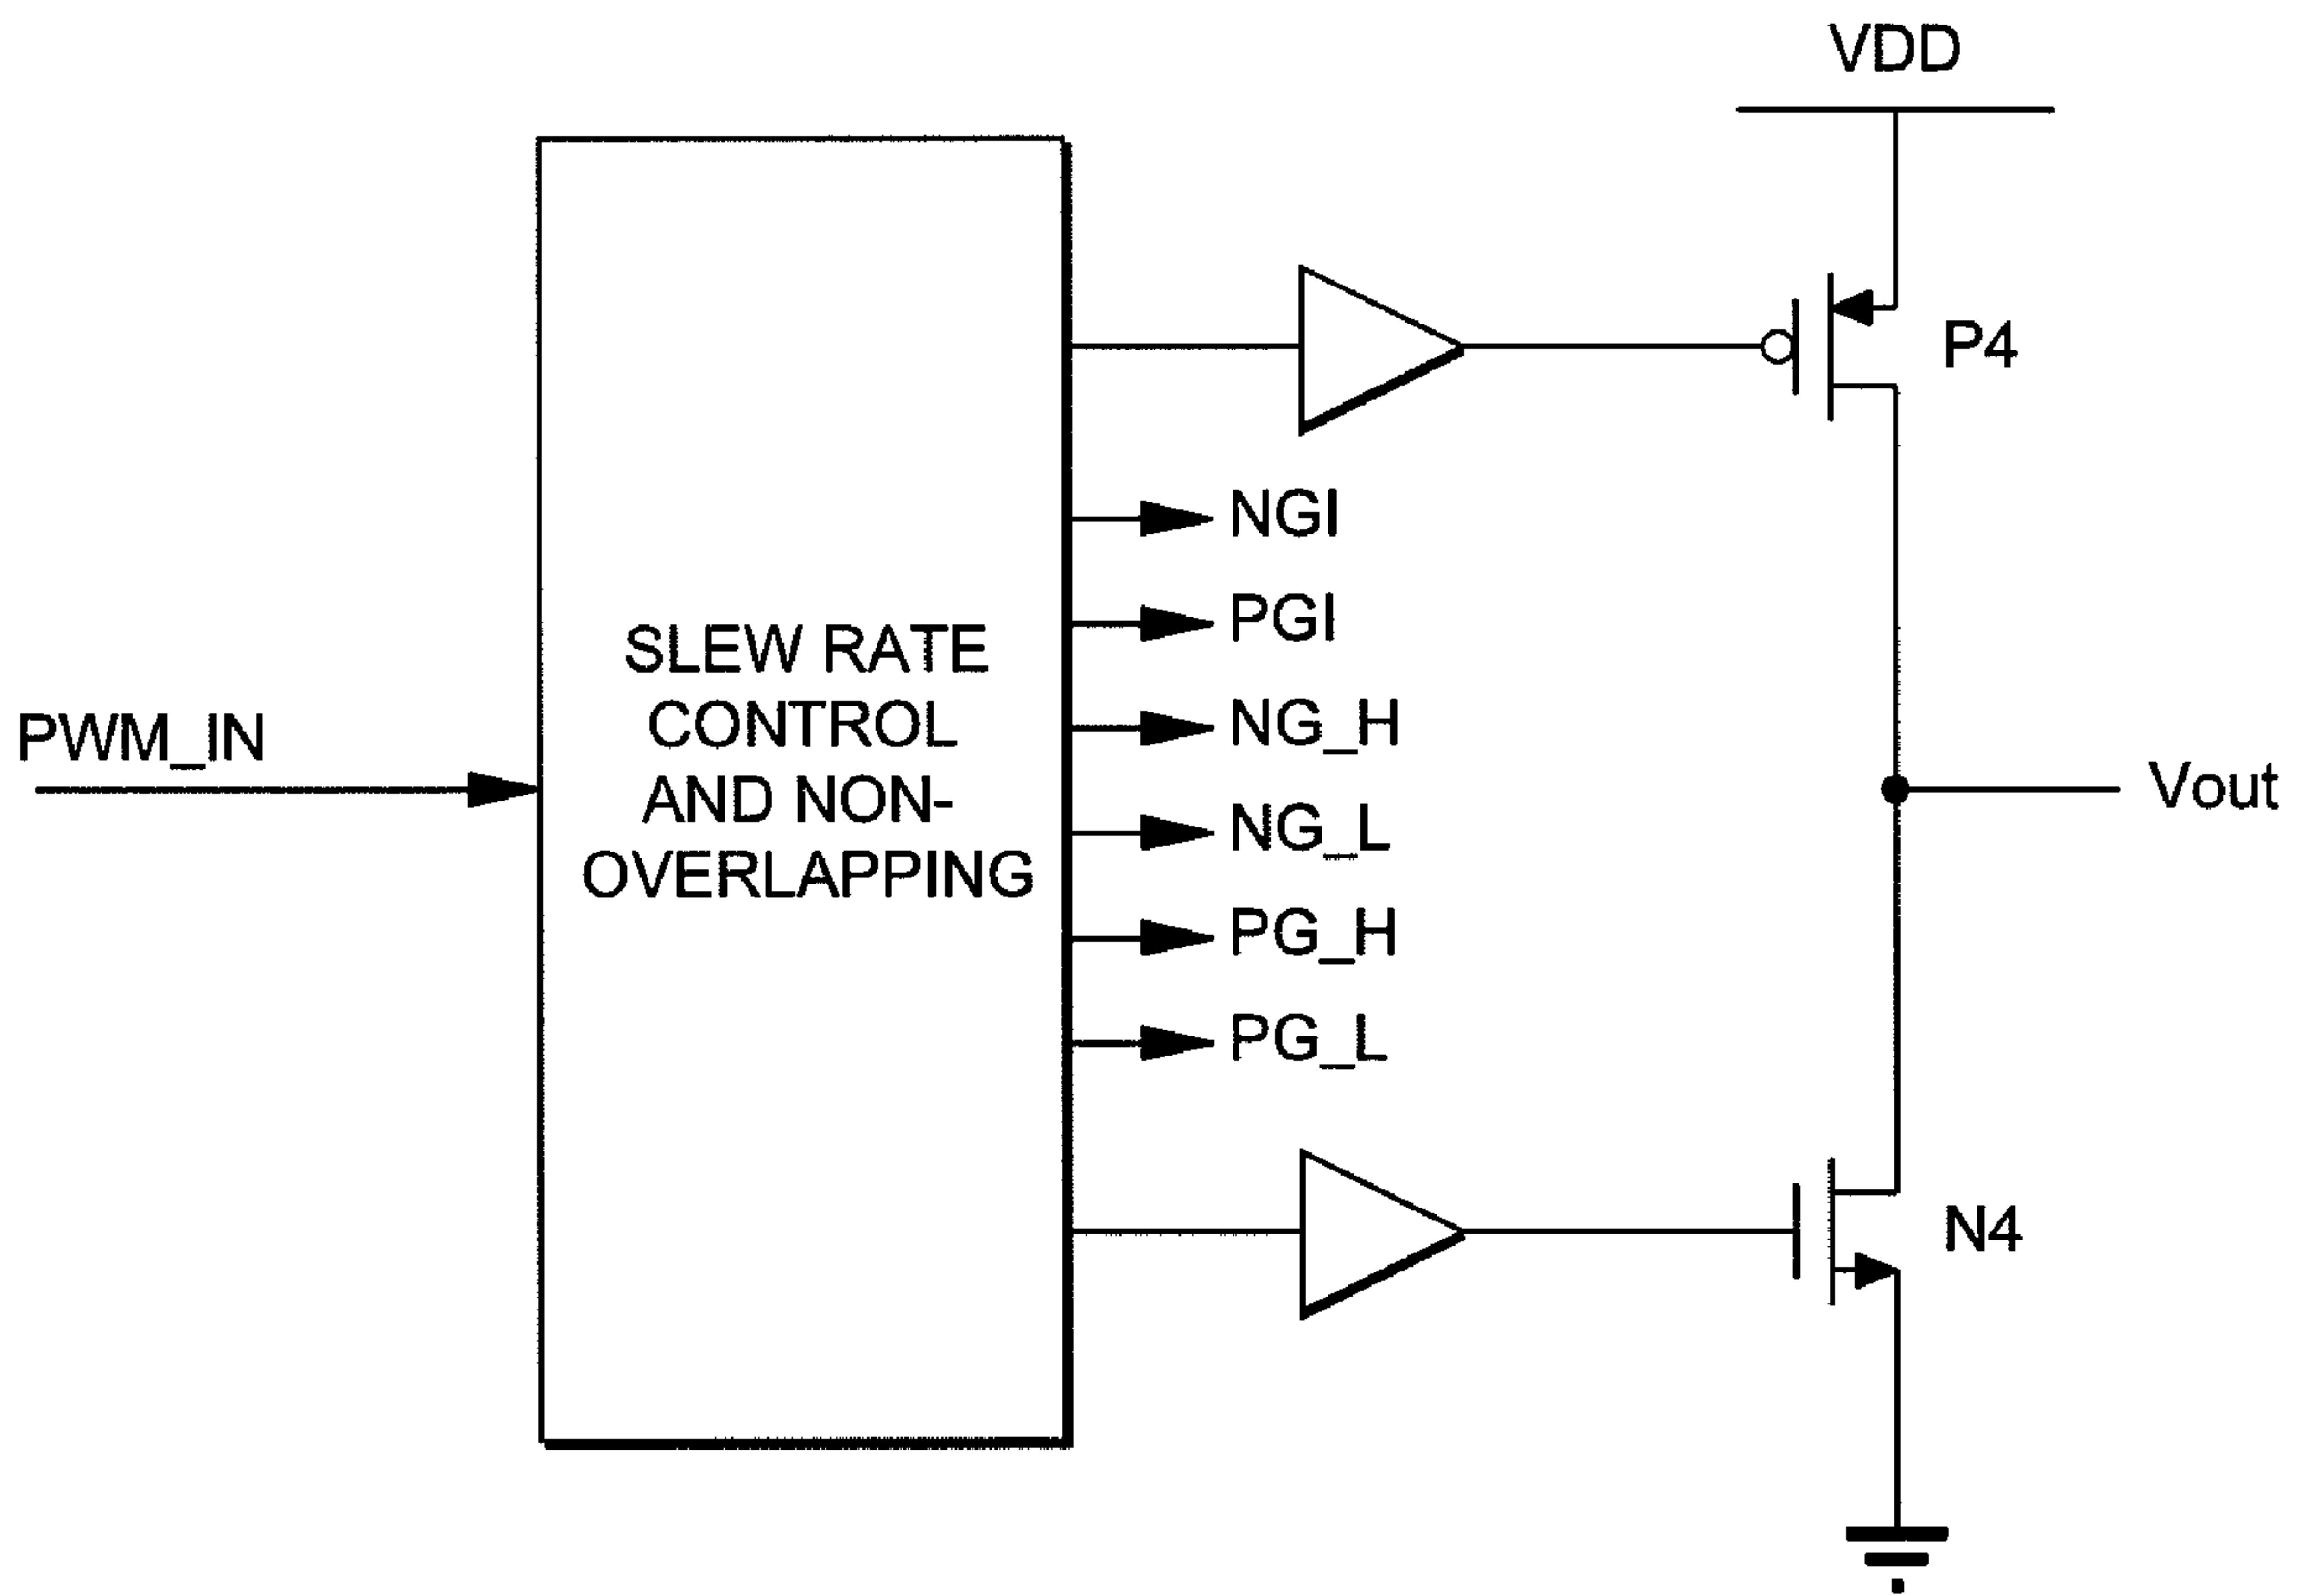 VDD
P4
NGI
PGI
NG_H
NG_L
PG_H
PG_L
SLEW RATE
CONTROL
AND NON-
OVERLAPPING
PWM_IN
Vout
N4